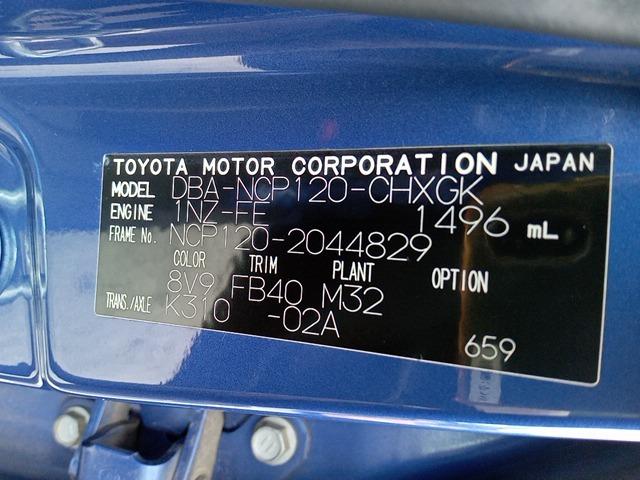 TOYOTA MOTOR CORPORATION JAPAN
MODEL DBA-NCP120-CHXGK
ENGINE 1NZ-FE 1496 mL
FRAME No. NCP120-2044829
COLOR TRIM PLANT OPTION
8V9 FB40 M32
TRANS./AXLE K310 -02A
659